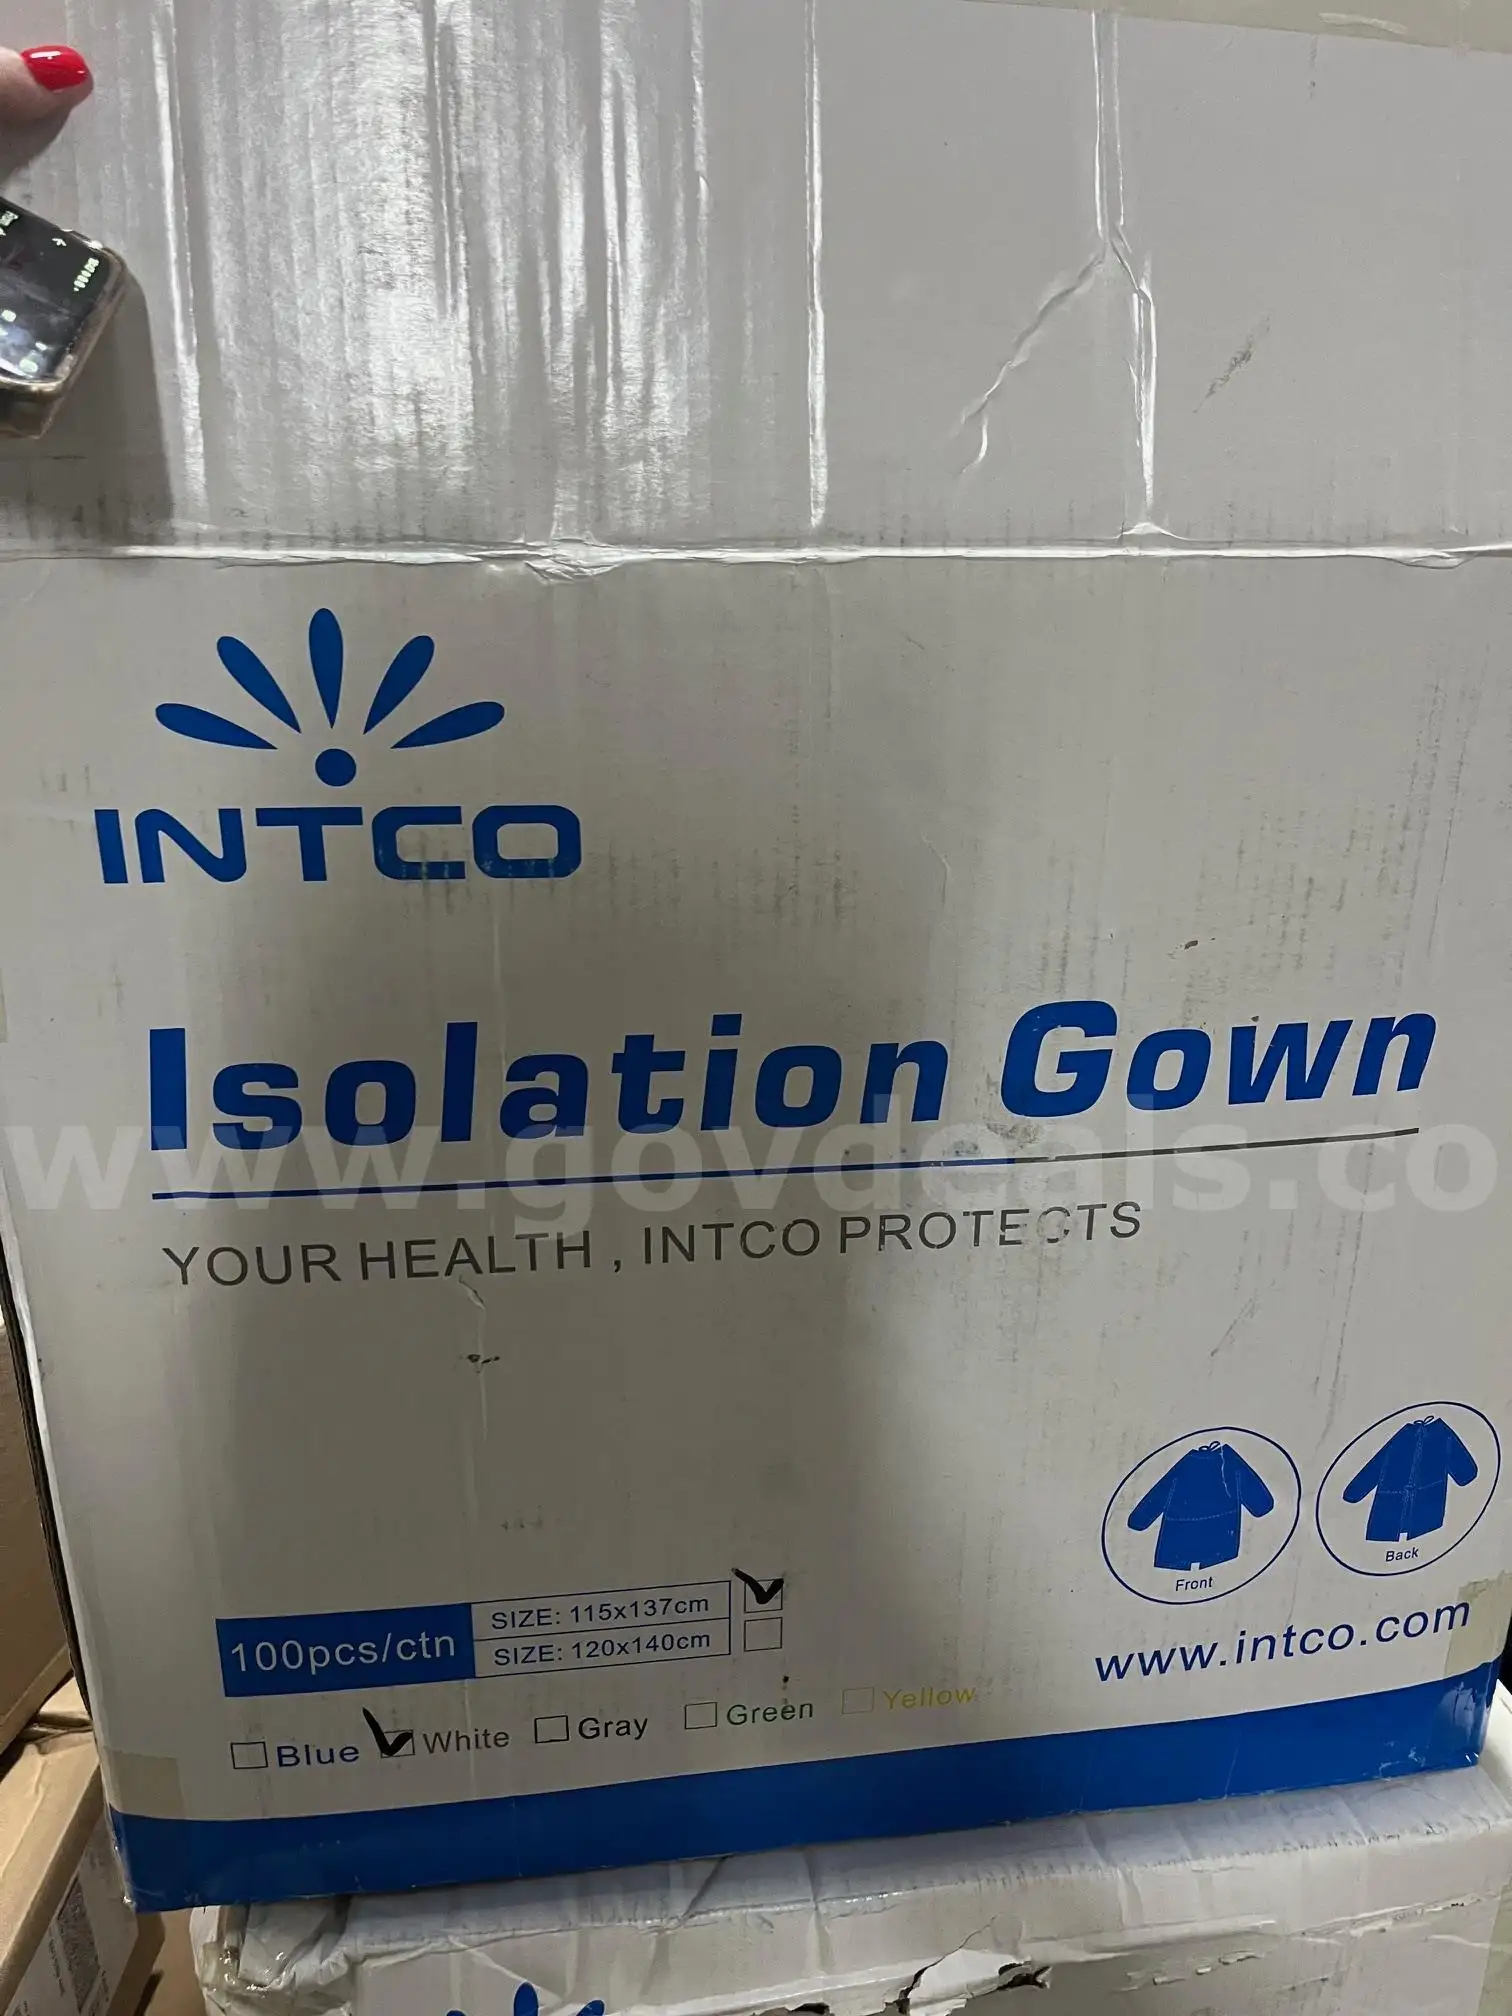 INTCO
Isolation Gown
www.govdeals.co
YOUR HEALTH , INTCO PROTECTS
Front
Back
100pcs/ctn
SIZE: 115x137cm
SIZE: 120x140cm
www.intco.com
Blue White Gray Green Yellow